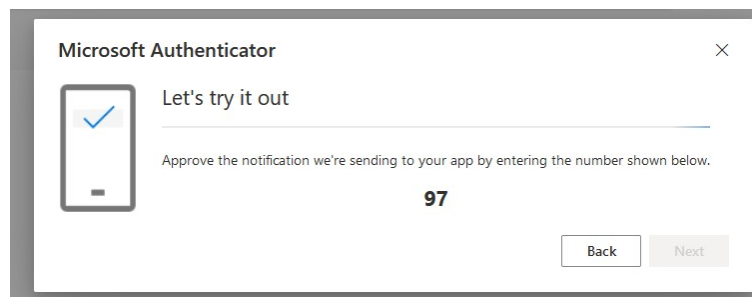 Microsoft Authenticator
Let's try it out
Approve the notification we're sending to your app by entering the number shown below.
97
Back
Next